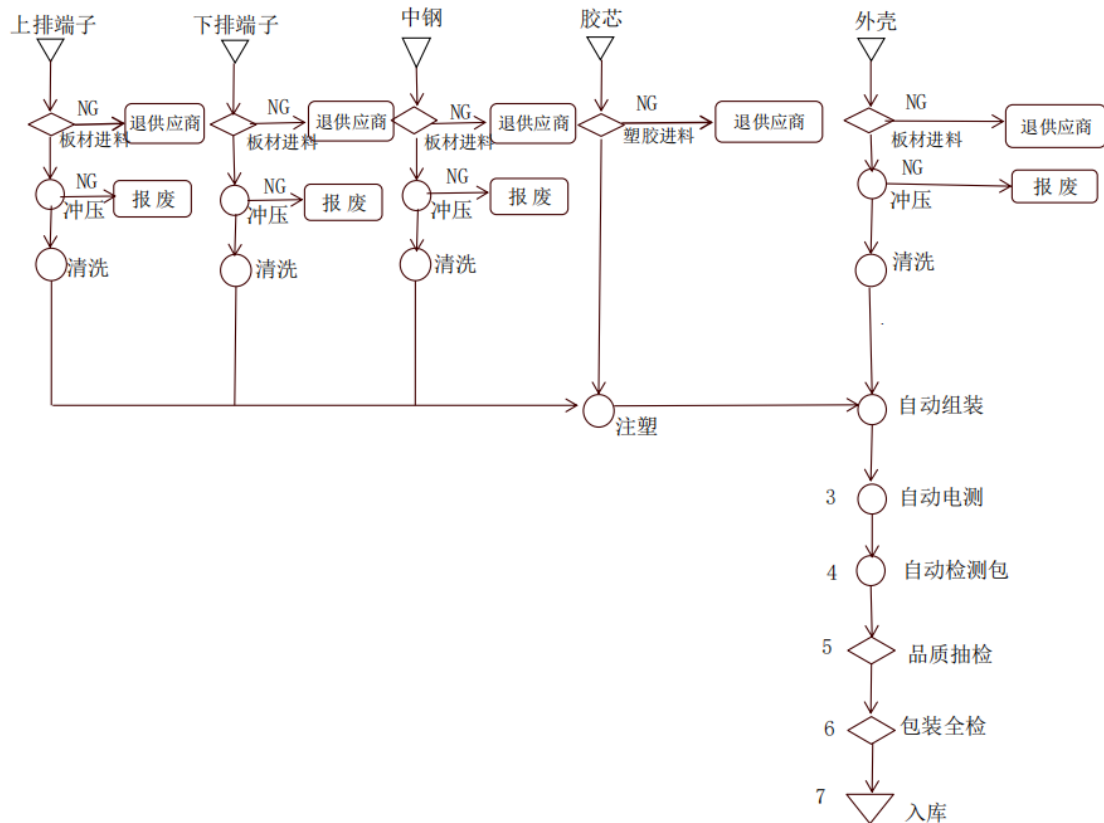 上排端子
下排端子
中钢
胶芯
外壳
NG
退供应商
板材进料
NG
退供应商
板材进料
NG
退供应商
板材进料
NG
退供应商
塑胶进料
NG
退供应商
板材进料
NG
报 废
冲压
NG
报 废
冲压
NG
报 废
冲压
NG
报 废
冲压
清洗
清洗
清洗
清洗
注塑
自动组装
3 自动电测
4 自动检测包
5 品质抽检
6 包装全检
7 入库